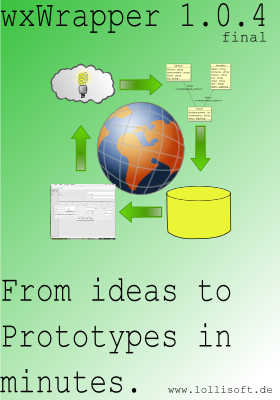 wxWrapper 1.0.4
final
From ideas to
Prototypes in
minutes.
www.lollisoft.de